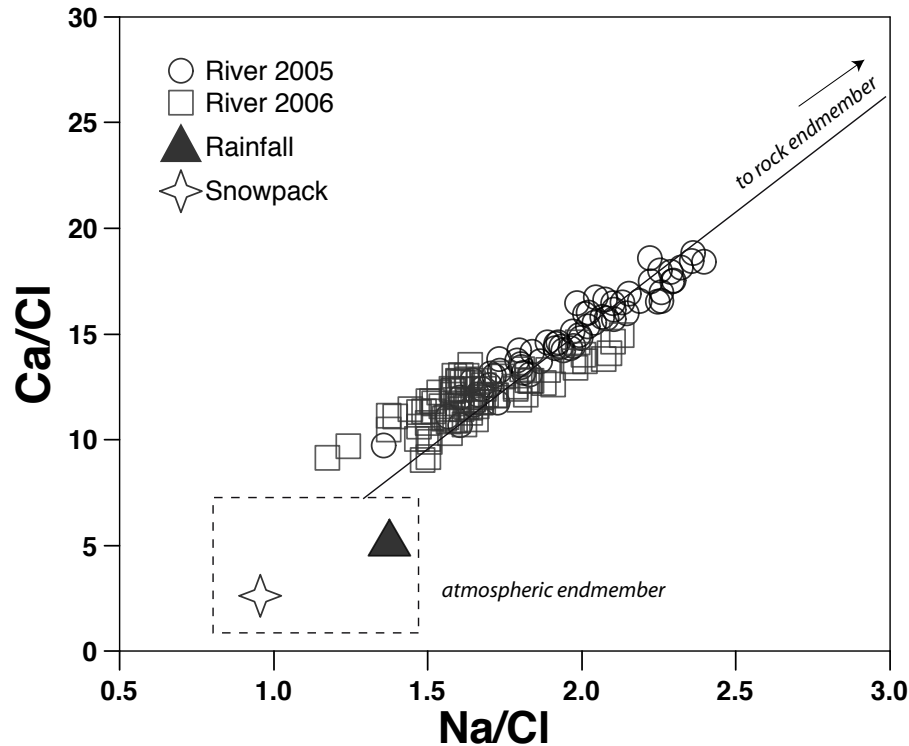 30
25
20
15
10
5
0
Ca/Cl
River 2005
River 2006
Rainfall
Snowpack
to rock endmember
atmospheric endmember
0.5 1.0 1.5 2.0 2.5 3.0
Na/Cl